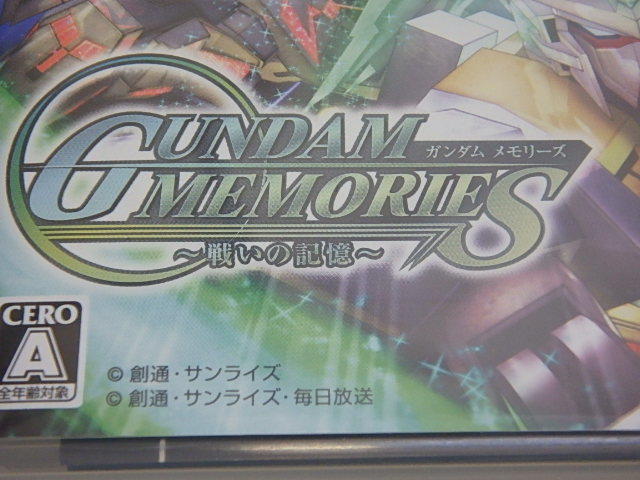 GUNDAM
ガンダム メモリーズ
MEMORIES
～戦いの記憶～
CERO
A
全年齢対象
© 創通・サンライズ
© 創通・サンライズ・毎日放送